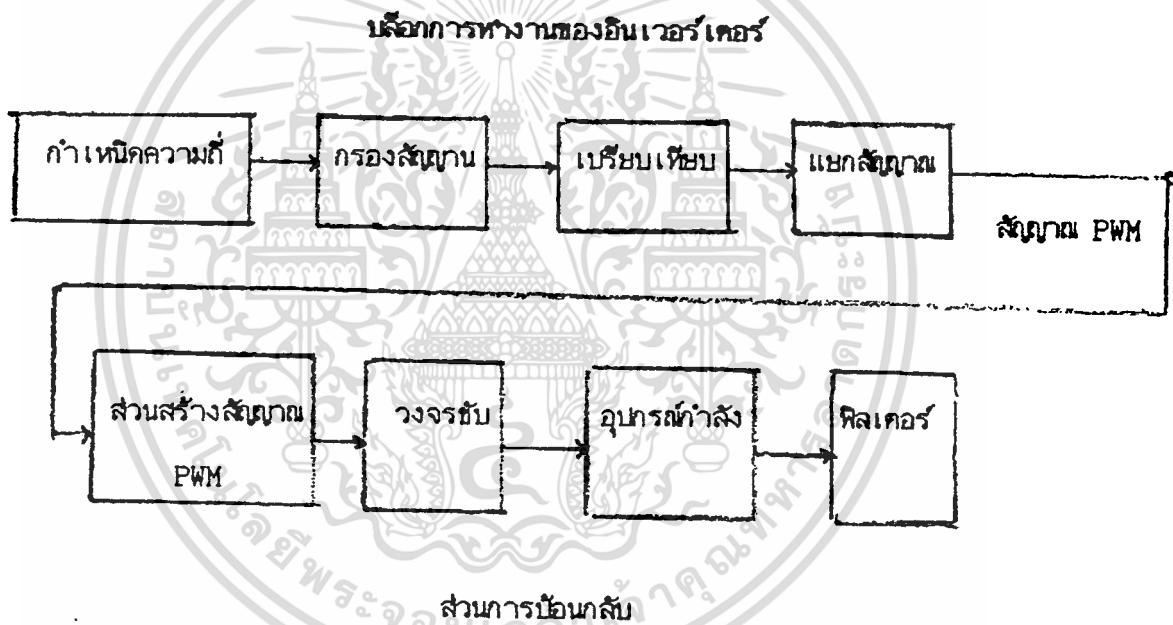 บล๊อกการทำงานของอินเวอร์เตอร์
กำเหนิดความถี่
กรองสัญญาน
เปรียบเทียบ
แยกสัญญาณ
สัญญาณ PWM
ส่วนสร้างสัญญาณ
PWM
วงจรขับ
อุปกรณ์กำลัง
ฟิลเตอร์
ส่วนการป้อนกลับ